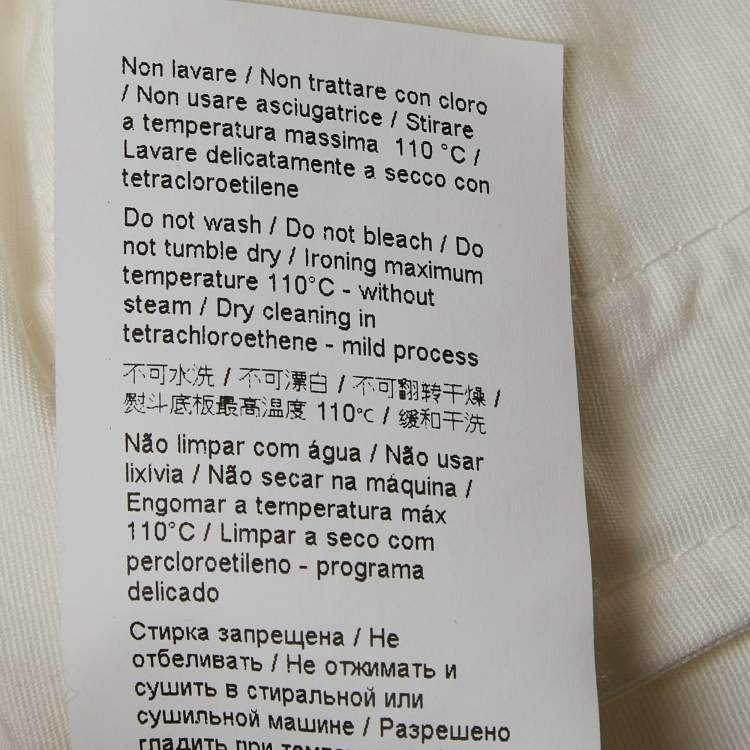 Non lavare / Non trattare con cloro
/ Non usare asciugatrice / Stirare
a temperatura massima 110 °C /
Lavare delicatamente a secco con
tetracloroetilene
Do not wash / Do not bleach / Do
not tumble dry / Ironing maximum
temperature 110°C - without
steam / Dry cleaning in
tetrachloroethene - mild process
不可水洗 / 不可漂白 / 不可翻转干燥 /
熨斗底板最高温度 110℃ / 缓和干洗
Não limpar com água / Não usar
lixívia / Não secar na máquina /
Engomar a temperatura máx
110°C / Limpar a seco com
percloroetileno - programa
delicado
Стирка запрещена / Не
отбеливать / Не отжимать и
сушить в стиральной или
сушильной машине / Разрешено
гладить при